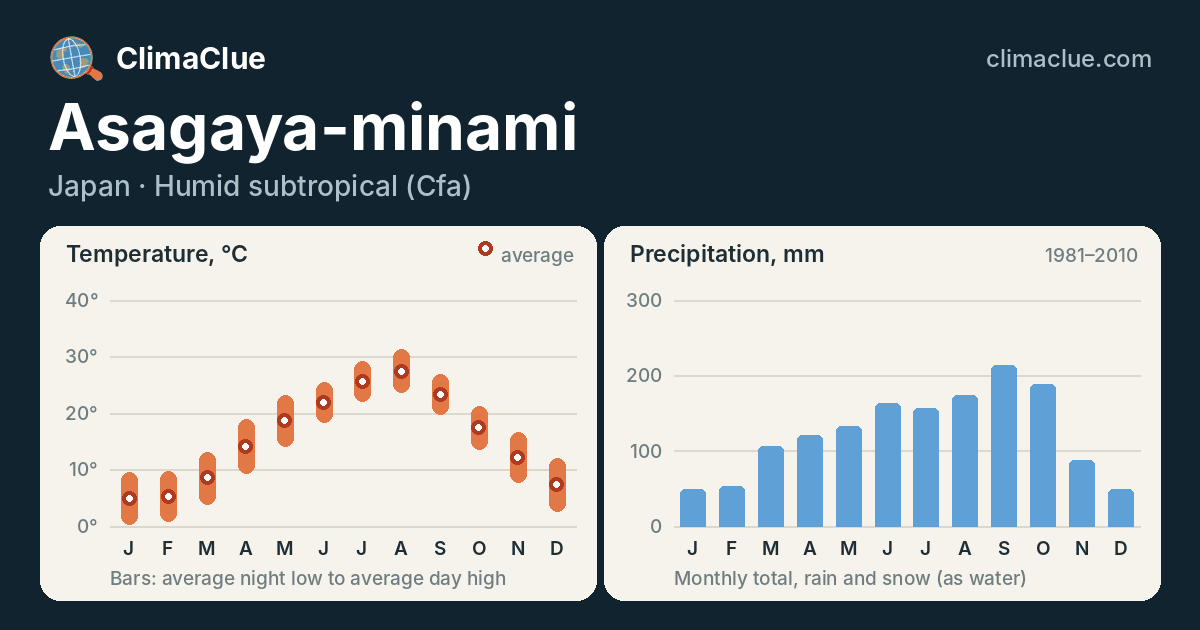 ClimaClue
climaclue.com
Asagaya-minami
Japan · Humid subtropical (Cfa)
Temperature, °C
average
40°
30°
20°
10°
0°
J F M A M J J A S O N D
Bars: average night low to average day high
Precipitation, mm
1981–2010
300
200
100
0
J F M A M J J A S O N D
Monthly total, rain and snow (as water)